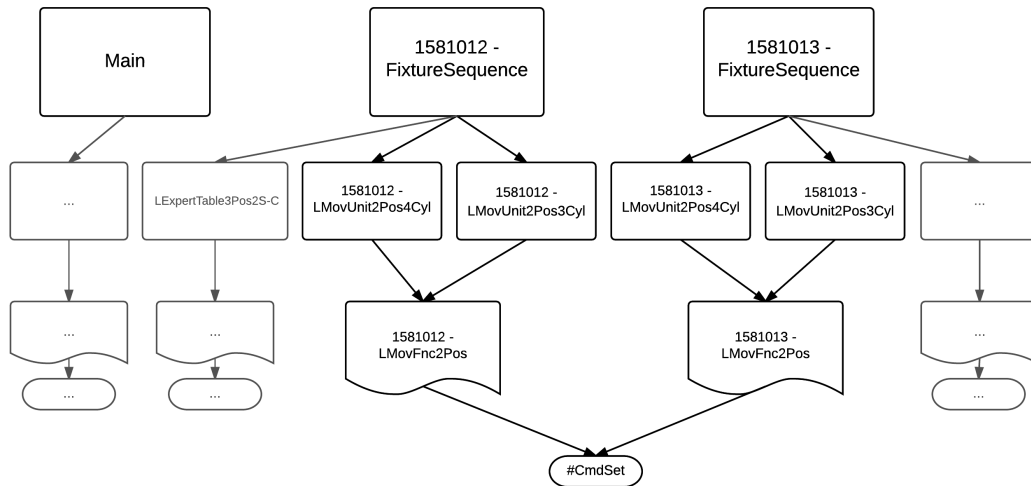 Main
1581012 -
FixtureSequence
1581013 -
FixtureSequence
...
LExpertTable3Pos2S-C
1581012 -
LMovUnit2Pos4Cyl
1581012 -
LMovUnit2Pos3Cyl
1581013 -
LMovUnit2Pos4Cyl
1581013 -
LMovUnit2Pos3Cyl
...
...
...
1581012 -
LMovFnc2Pos
1581013 -
LMovFnc2Pos
...
...
...
...
#CmdSet